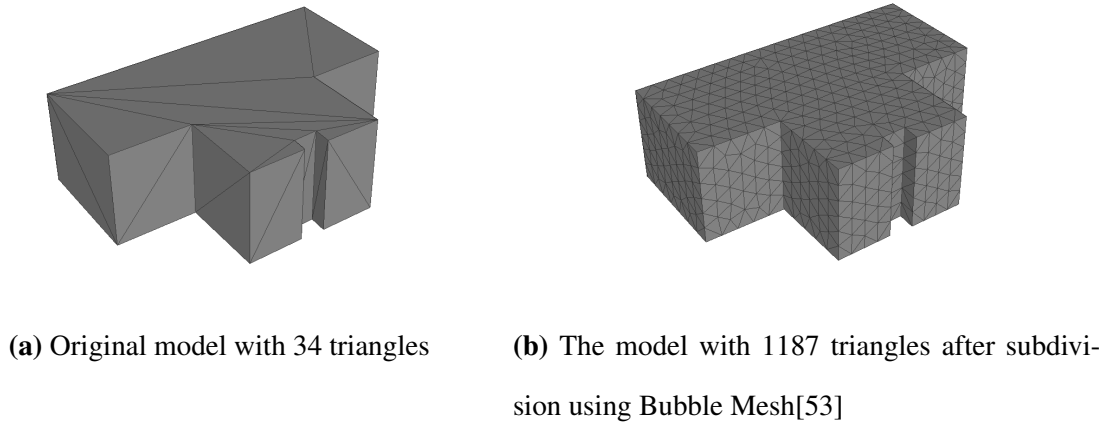 (a) Original model with 34 triangles
(b) The model with 1187 triangles after subdivi-
sion using Bubble Mesh[53]